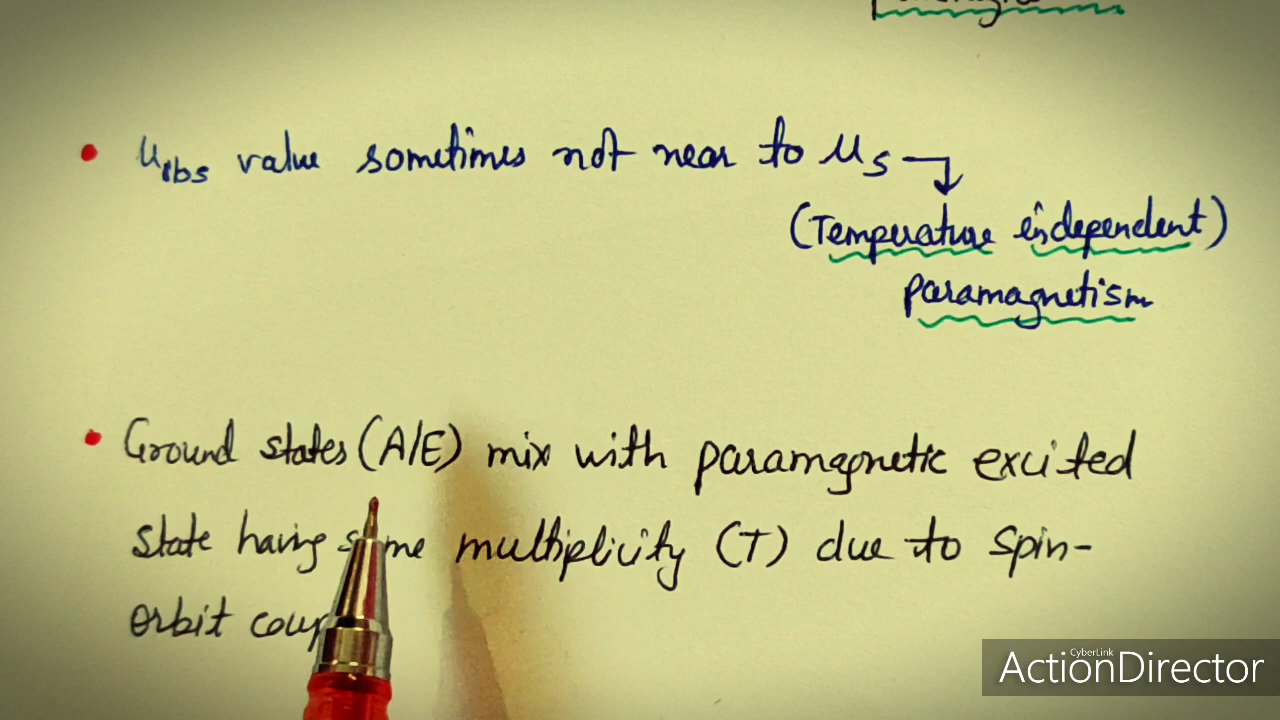 • μobs value sometimes not near to μs
(Temperature independent)
paramagnetism
• Ground states (A/E) mix with paramagnetic excited
state having same multiplicity (T) due to spin-
orbit
CyberLink
ActionDirector